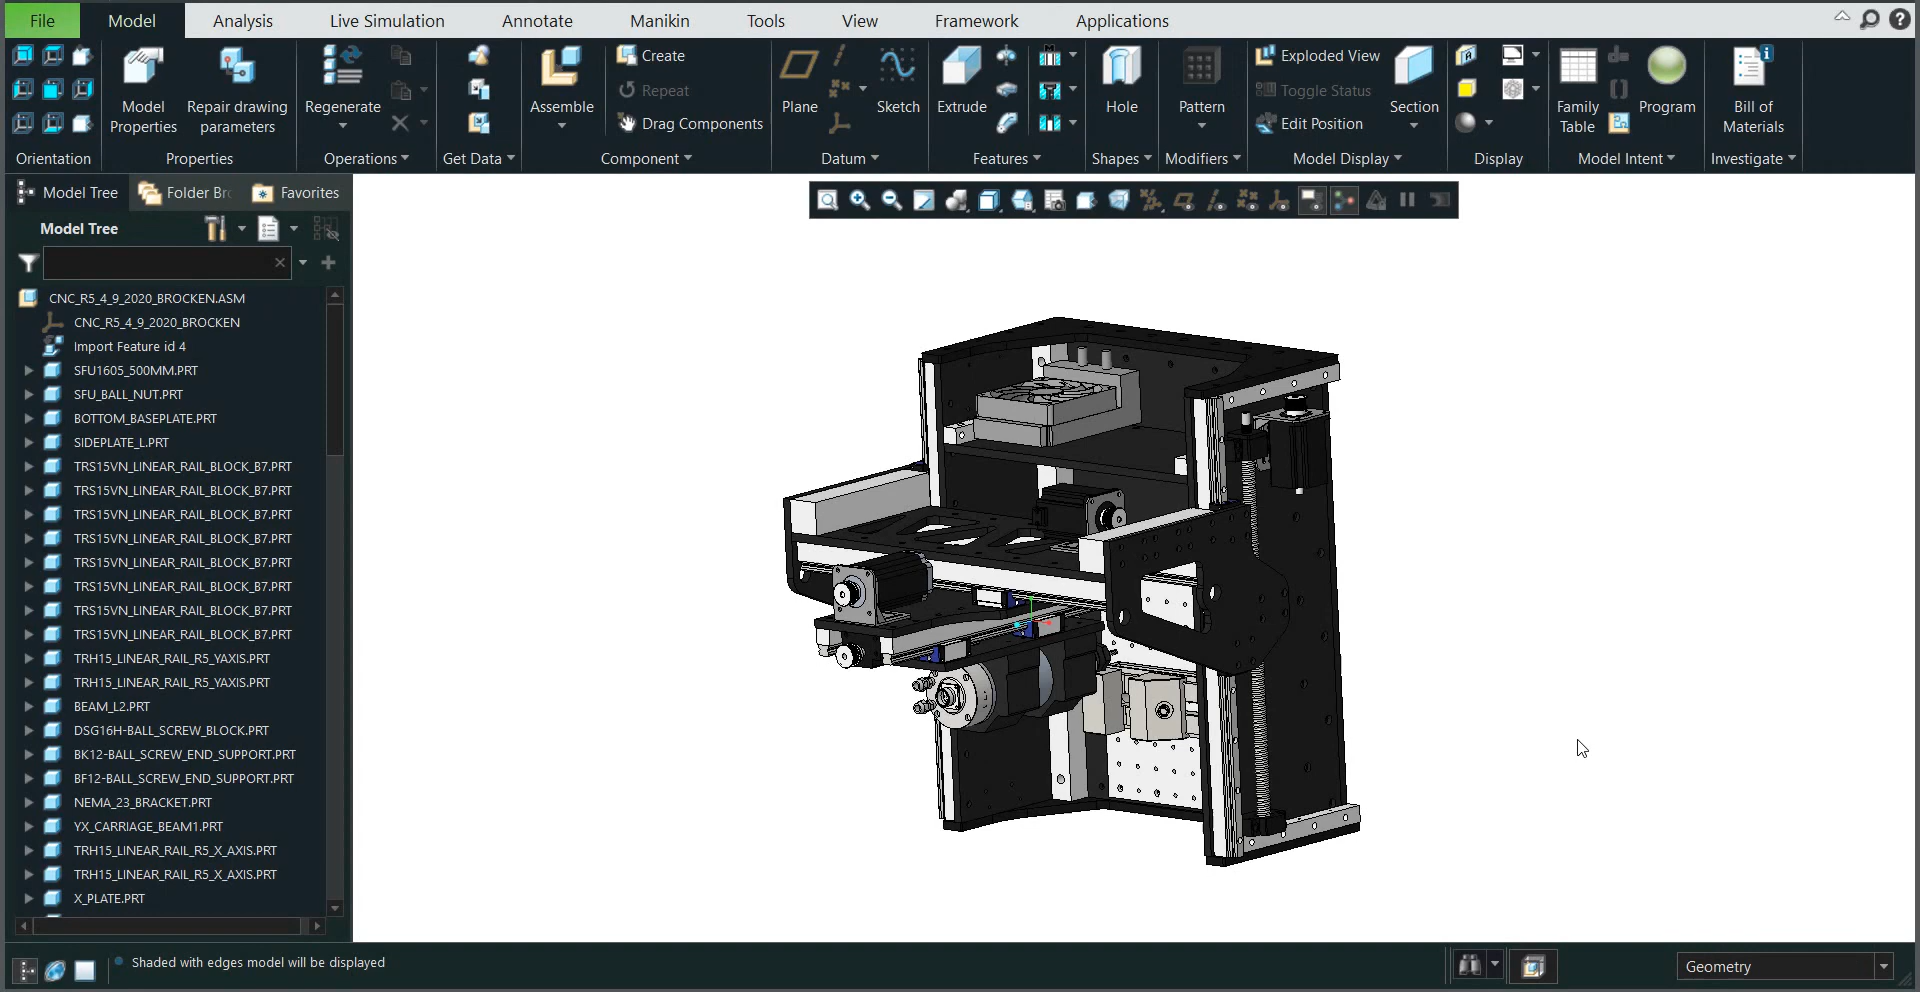 File Model Analysis Live Simulation Annotate Manikin Tools View Framework Applications
Orientation
Model
Properties
Repair drawing
parameters
Properties
Regenerate
Operations
Get Data
Assemble
Create
Repeat
Drag Components
Component
Plane
Sketch
Datum
Extrude
Features
Hole
Shapes
Pattern
Modifiers
Exploded View
Toggle Status
Edit Position
Section
Model Display
Display
Family
Table
Program
Model Intent
Bill of
Materials
Investigate
Model Tree Folder Br Favorites
Model Tree
CNC_R5_4_9_2020_BROCKEN.ASM
CNC_R5_4_9_2020_BROCKEN
Import Feature id 4
SFU1605_500MM.PRT
SFU_BALL_NUT.PRT
BOTTOM_BASEPLATE.PRT
SIDEPLATE_L.PRT
TRS15VN_LINEAR_RAIL_BLOCK_B7.PRT
TRS15VN_LINEAR_RAIL_BLOCK_B7.PRT
TRS15VN_LINEAR_RAIL_BLOCK_B7.PRT
TRS15VN_LINEAR_RAIL_BLOCK_B7.PRT
TRS15VN_LINEAR_RAIL_BLOCK_B7.PRT
TRS15VN_LINEAR_RAIL_BLOCK_B7.PRT
TRS15VN_LINEAR_RAIL_BLOCK_B7.PRT
TRS15VN_LINEAR_RAIL_BLOCK_B7.PRT
TRH15_LINEAR_RAIL_R5_YAXIS.PRT
TRH15_LINEAR_RAIL_R5_YAXIS.PRT
BEAM_L2.PRT
DSG16H-BALL_SCREW_BLOCK.PRT
BK12-BALL_SCREW_END_SUPPORT.PRT
BF12-BALL_SCREW_END_SUPPORT.PRT
NEMA_23_BRACKET.PRT
YX_CARRIAGE_BEAM1.PRT
TRH15_LINEAR_RAIL_R5_X_AXIS.PRT
TRH15_LINEAR_RAIL_R5_X_AXIS.PRT
X_PLATE.PRT
Shaded with edges model will be displayed
Geometry